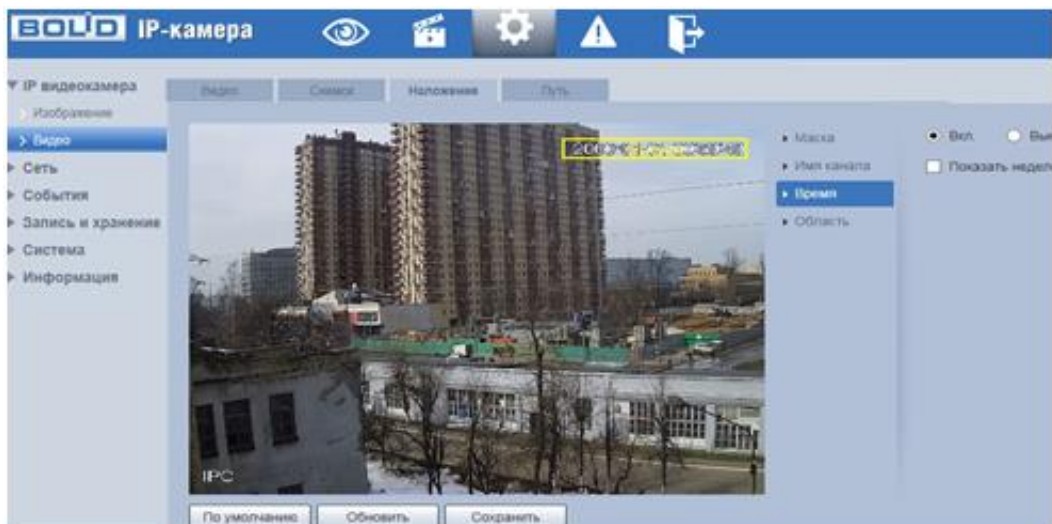 BOLID IP-камера
IP видеокамера
Изображение
Видео
Сеть
События
Запись и хранение
Система
Информация
Видео Снимок Наложение Путь
IPC
Маска
Имя канала
Время
Область
Вкл.
Показать
По умолчанию Обновить Сохранить